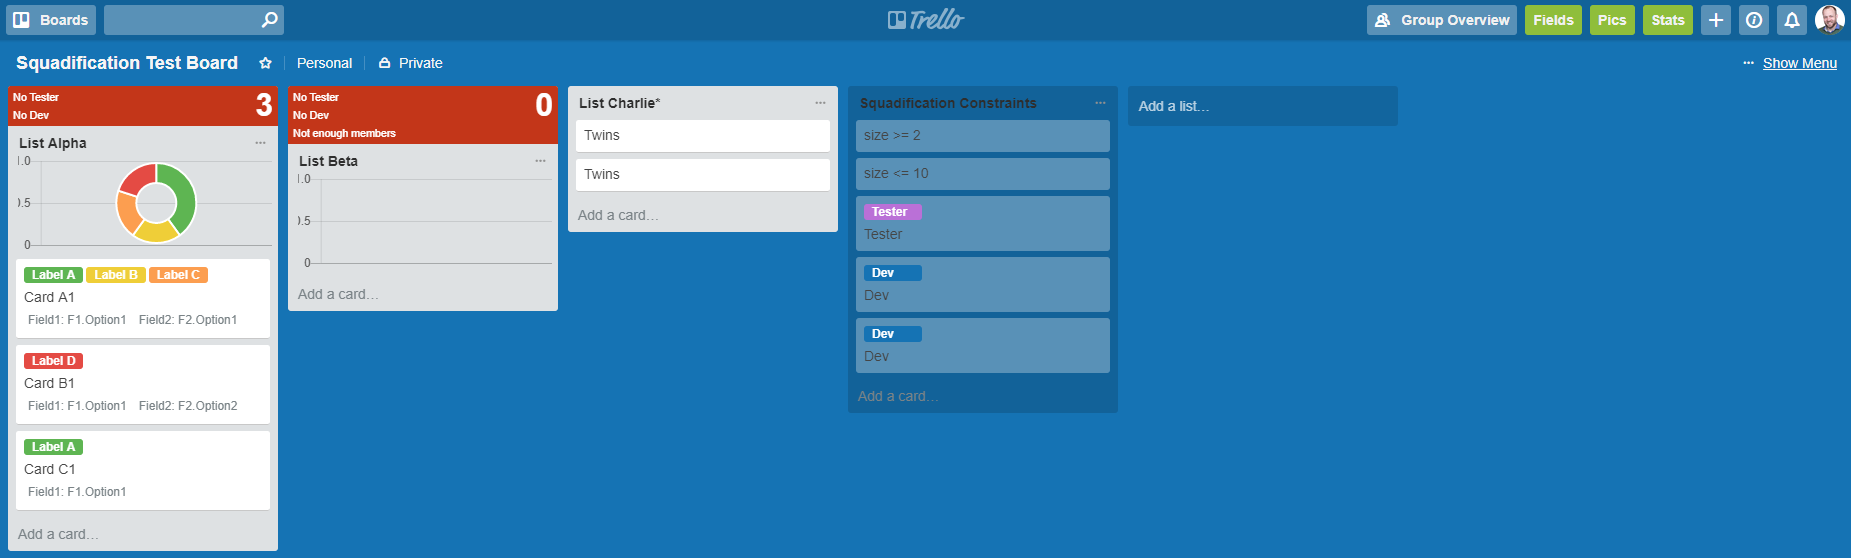 Boards
Trello
Group Overview
Fields
Pics
Stats
Squadification Test Board
Personal
Private
··· Show Menu
No Tester
No Dev
3
List Alpha
1.0
0.5
0
Label A Label B Label C
Card A1
Field1: F1.Option1 Field2: F2.Option1
Label D
Card B1
Field1: F1.Option1 Field2: F2.Option2
Label A
Card C1
Field1: F1.Option1
Add a card...
No Tester
No Dev
Not enough members
0
List Beta
1.0
0.5
0
Add a card...
List Charlie*
Twins
Twins
Add a card...
Squadification Constraints
size >= 2
size <= 10
Tester
Tester
Dev
Dev
Dev
Dev
Add a card...
Add a list...